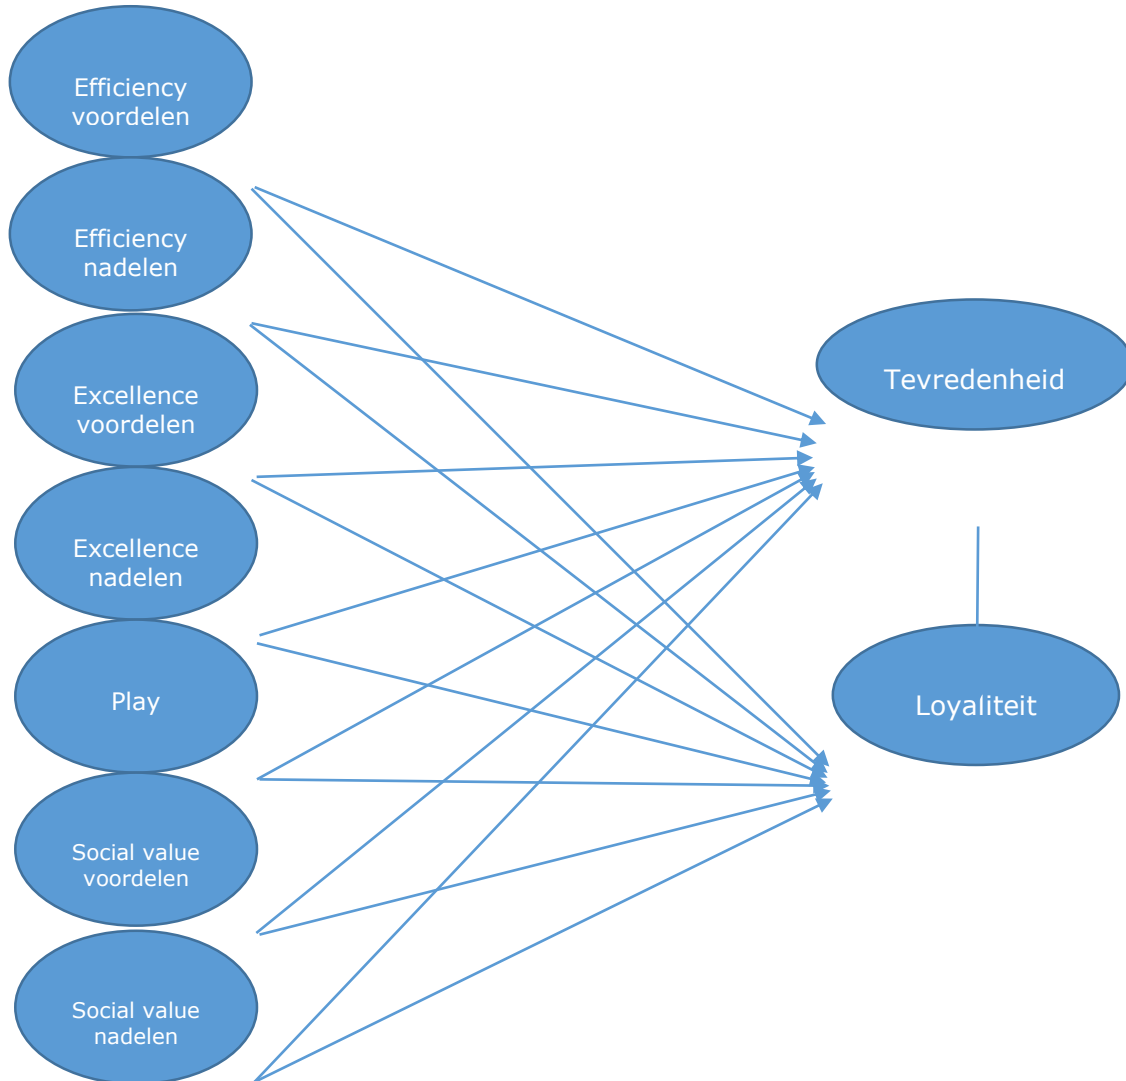 Efficiency
voordelen
Efficiency
nadelen
Excellence
voordelen
Excellence
nadelen
Play
Social value
voordelen
Social value
nadelen
Tevredenheid
Loyaliteit